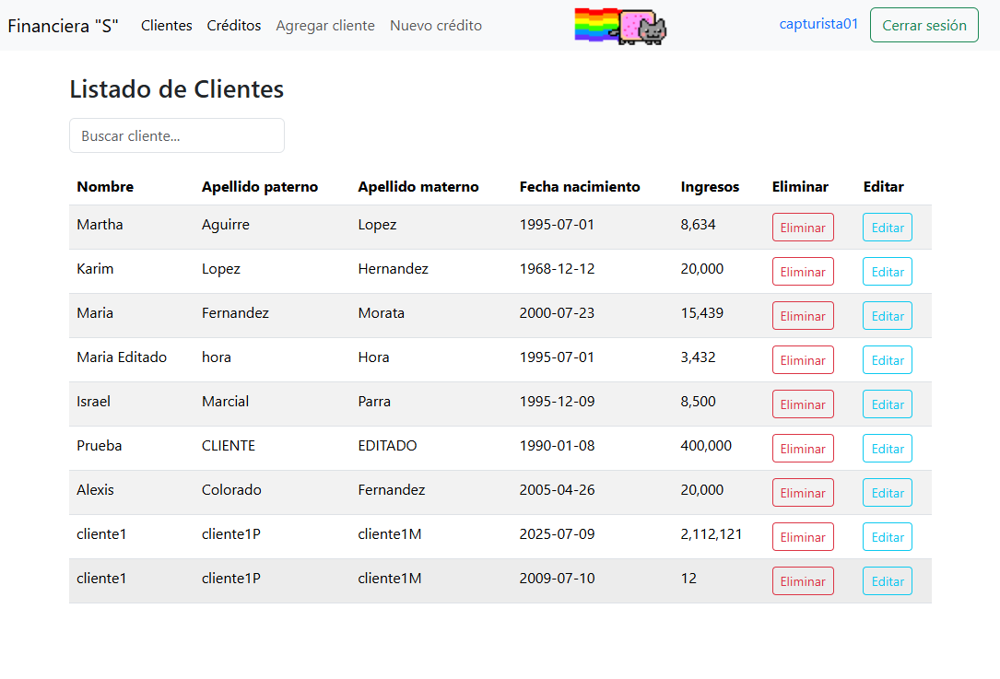 Financiera "S" Clientes Créditos Agregar cliente Nuevo crédito capturista01 Cerrar sesión
Listado de Clientes
Buscar cliente...
Nombre Apellido paterno Apellido materno Fecha nacimiento Ingresos Eliminar Editar
Martha Aguirre Lopez 1995-07-01 8,634 Eliminar Editar
Karim Lopez Hernandez 1968-12-12 20,000 Eliminar Editar
Maria Fernandez Morata 2000-07-23 15,439 Eliminar Editar
Maria Editado hora Hora 1995-07-01 3,432 Eliminar Editar
Israel Marcial Parra 1995-12-09 8,500 Eliminar Editar
Prueba CLIENTE EDITADO 1990-01-08 400,000 Eliminar Editar
Alexis Colorado Fernandez 2005-04-26 20,000 Eliminar Editar
cliente1 cliente1P cliente1M 2025-07-09 2,112,121 Eliminar Editar
cliente1 cliente1P cliente1M 2009-07-10 12 Eliminar Editar